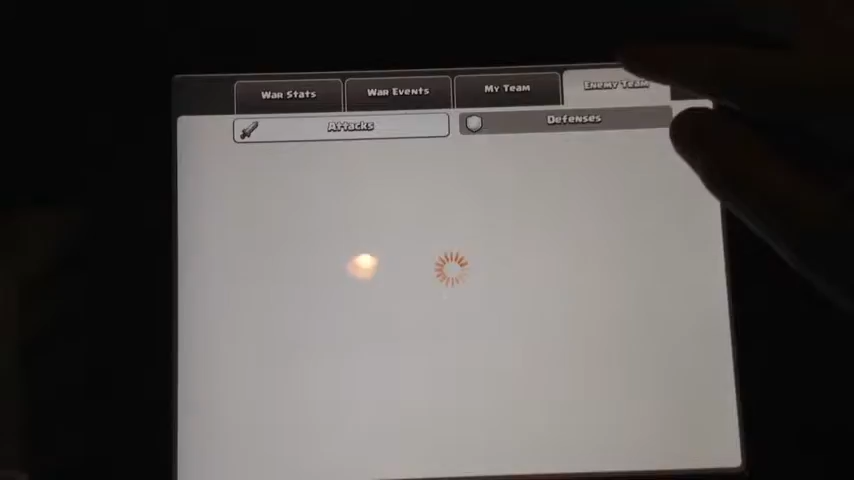 War Stats
War Events
My Team
Enemy Team
Attacks
Defenses